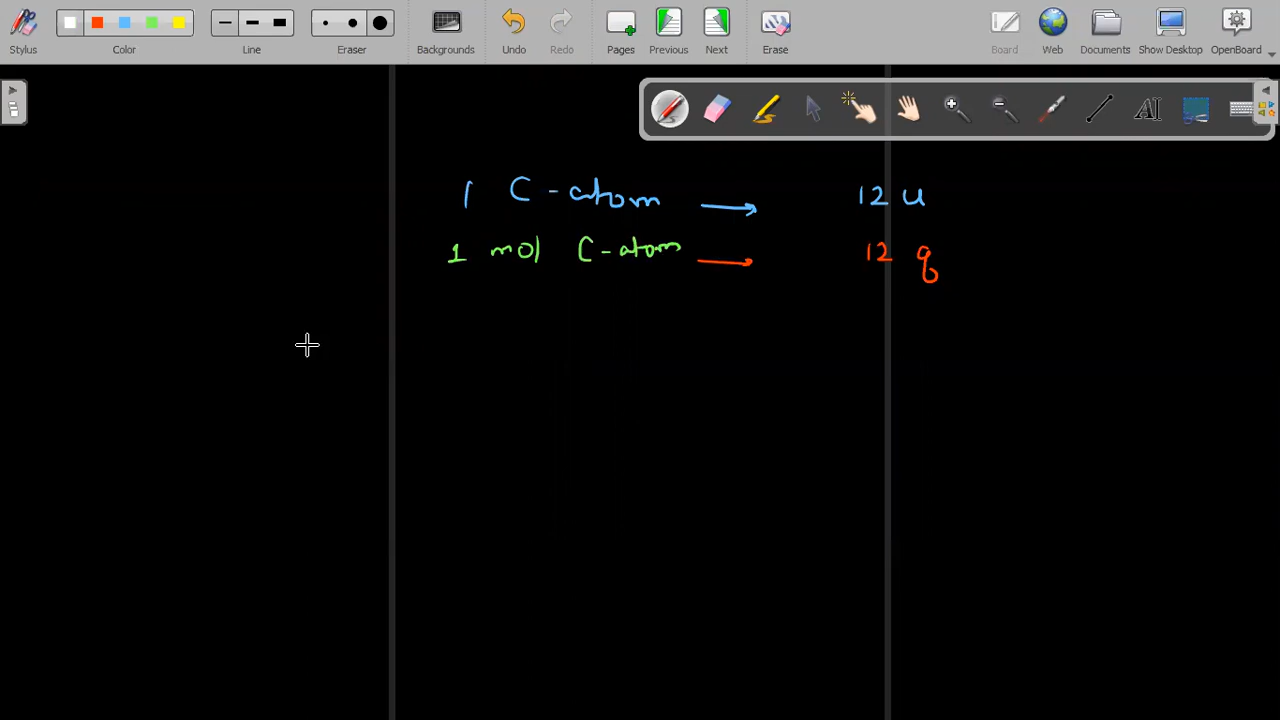 Stylus Color Line Eraser Backgrounds Undo Redo Pages Previous Next Erase Board Web Documents Show Desktop OpenBoard
AI
1 C-atom → 12 u
1 mol C-atom → 12 g